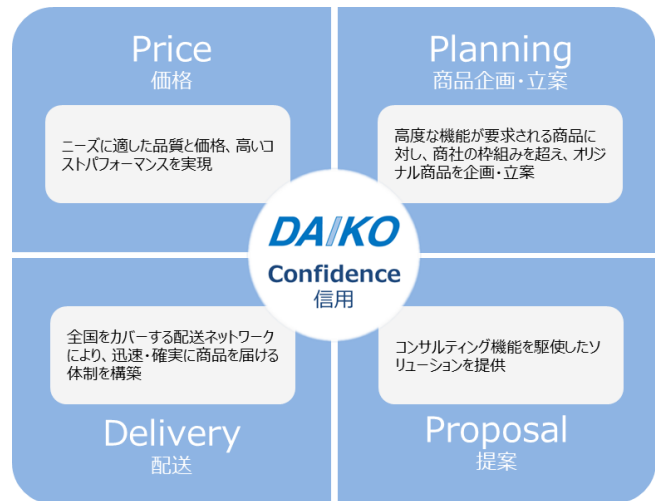 Price
価格
ニーズに適した品質と価格、高いコ
ストパフォーマンスを実現
Planning
商品企画・立案
高度な機能が要求される商品に
対し、商社の枠組みを超え、オリジ
ナル商品を企画・立案
DAIKO
Confidence
信用
全国をカバーする配送ネットワーク
により、迅速・確実に商品を届ける
体制を構築
Delivery
配送
コンサルティング機能を駆使したソ
リューションを提供
Proposal
提案